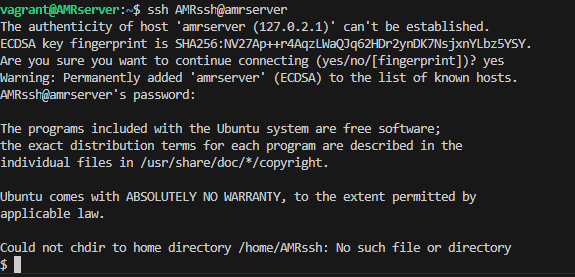 vagrant@AMRserver:~$ ssh AMRssh@amrserver
The authenticity of host 'amrserver (127.0.2.1)' can't be established.
ECDSA key fingerprint is SHA256:NV27Ap++r4AqzLWaQJq62HDr2ynDK7NsjxnYLbz5YSY.
Are you sure you want to continue connecting (yes/no/[fingerprint])? yes
Warning: Permanently added 'amrserver' (ECDSA) to the list of known hosts.
AMRssh@amrserver's password:
The programs included with the Ubuntu system are free software;
the exact distribution terms for each program are described in the
individual files in /usr/share/doc/*/copyright.
Ubuntu comes with ABSOLUTELY NO WARRANTY, to the extent permitted by
applicable law.
Could not chdir to home directory /home/AMRssh: No such file or directory
$